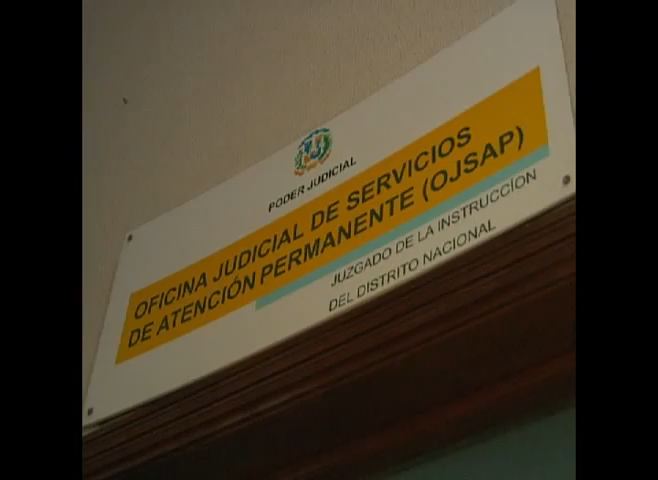 PODER JUDICIAL
OFICINA JUDICIAL DE SERVICIOS
DE ATENCIÓN PERMANENTE (OJSAP)
JUZGADO DE LA INSTRUCCIÓN
DEL DISTRITO NACIONAL